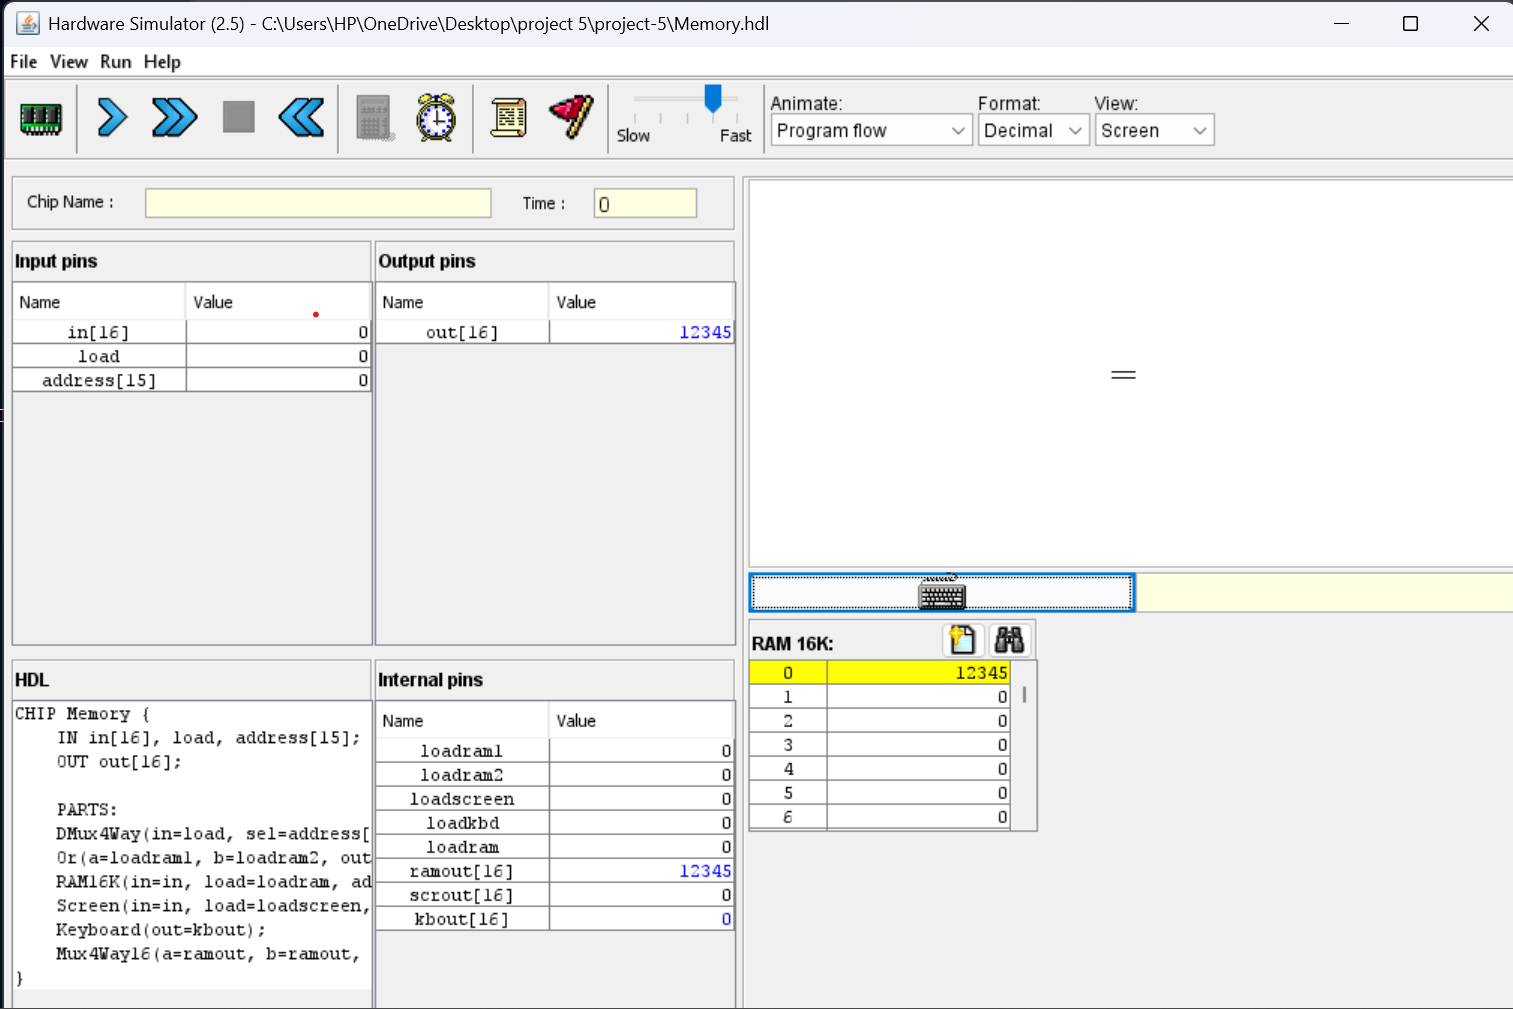 Hardware Simulator (2.5) - C:\Users\HP\OneDrive\Desktop\project 5\project-5\Memory.hdl
File View Run Help
Slow Fast
Animate: Format: View:
Program flow Decimal Screen
Chip Name : Time : 0
Input pins
Name Value
in[16] 0
load 0
address[15] 0
Output pins
Name Value
out[16] 12345
HDL
CHIP Memory {
IN in[16], load, address[15];
OUT out[16];
PARTS:
DMux4Way(in=load, sel=address[
Or(a=loadram1, b=loadram2, out
RAM16K(in=in, load=loadram, ad
Screen(in=in, load=loadscreen,
Keyboard(out=kbout);
Mux4Way16(a=ramout, b=ramout,
}
Internal pins
Name Value
loadram1 0
loadram2 0
loadscreen 0
loadkbd 0
loadram 0
ramout[16] 12345
scrout[16] 0
kbout[16] 0
RAM 16K:
0 12345
1 0
2 0
3 0
4 0
5 0
6 0